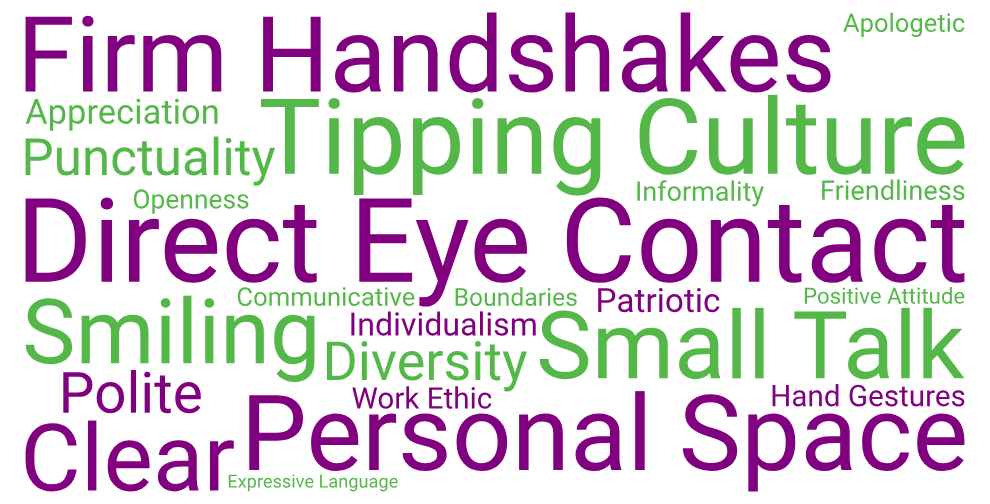 Firm Handshakes
Apologetic
Appreciation
Tipping Culture
Punctuality
Openness
Informality
Friendliness
Direct Eye Contact
Communicative
Boundaries
Patriotic
Positive Attitude
Smiling
Individualism
Small Talk
Diversity
Polite
Work Ethic
Hand Gestures
Clear
Personal Space
Expressive Language